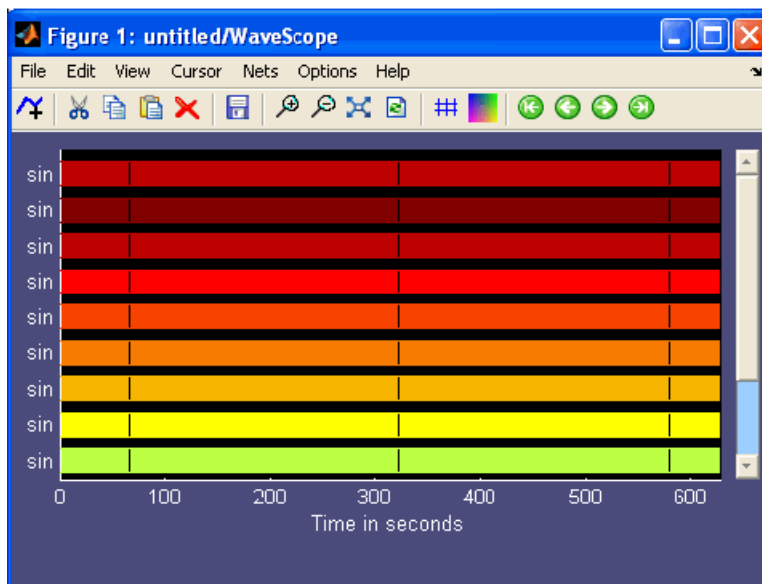 Figure 1: untitled/WaveScope
File Edit View Cursor Nets Options Help
sin
sin
sin
sin
sin
sin
sin
sin
sin
0 100 200 300 400 500 600
Time in seconds